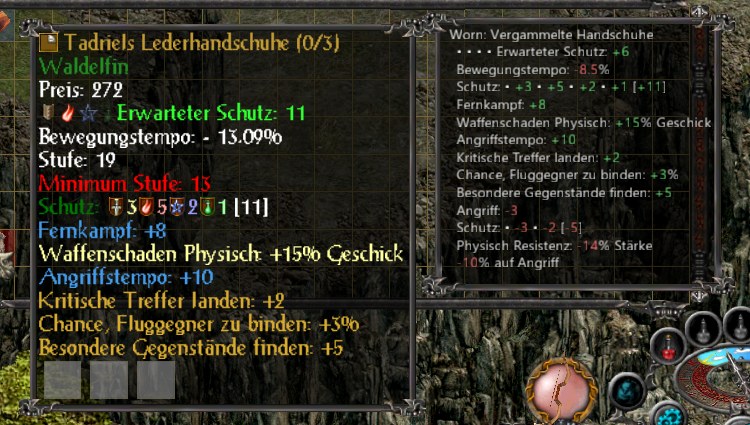 Tadriels Lederhandschuhe (0/3)
Waldelfin
Preis: 272
Erwarteter Schutz: 11
Bewegungstempo: - 13.09%
Stufe: 19
Minimum Stufe: 13
Schutz: 3 5 2 1 [11]
Fernkampf: +8
Waffenschaden Physisch: +15% Geschick
Angriffstempo: +10
Kritische Treffer landen: +2
Chance, Fluggegner zu binden: +3%
Besondere Gegenstände finden: +5
Worn: Vergammelte Handschuhe
• • • • Erwarteter Schutz: +6
Bewegungstempo: -8.5%
Schutz: • +3 • +5 • +2 • +1 [+11]
Fernkampf: +8
Waffenschaden Physisch: +15% Geschick
Angriffstempo: +10
Kritische Treffer landen: +2
Chance, Fluggegner zu binden: +3%
Besondere Gegenstände finden: +5
Angriff: -3
Schutz: • -3 • -2 [-5]
Physisch Resistenz: -14% Stärke
-10% auf Angriff